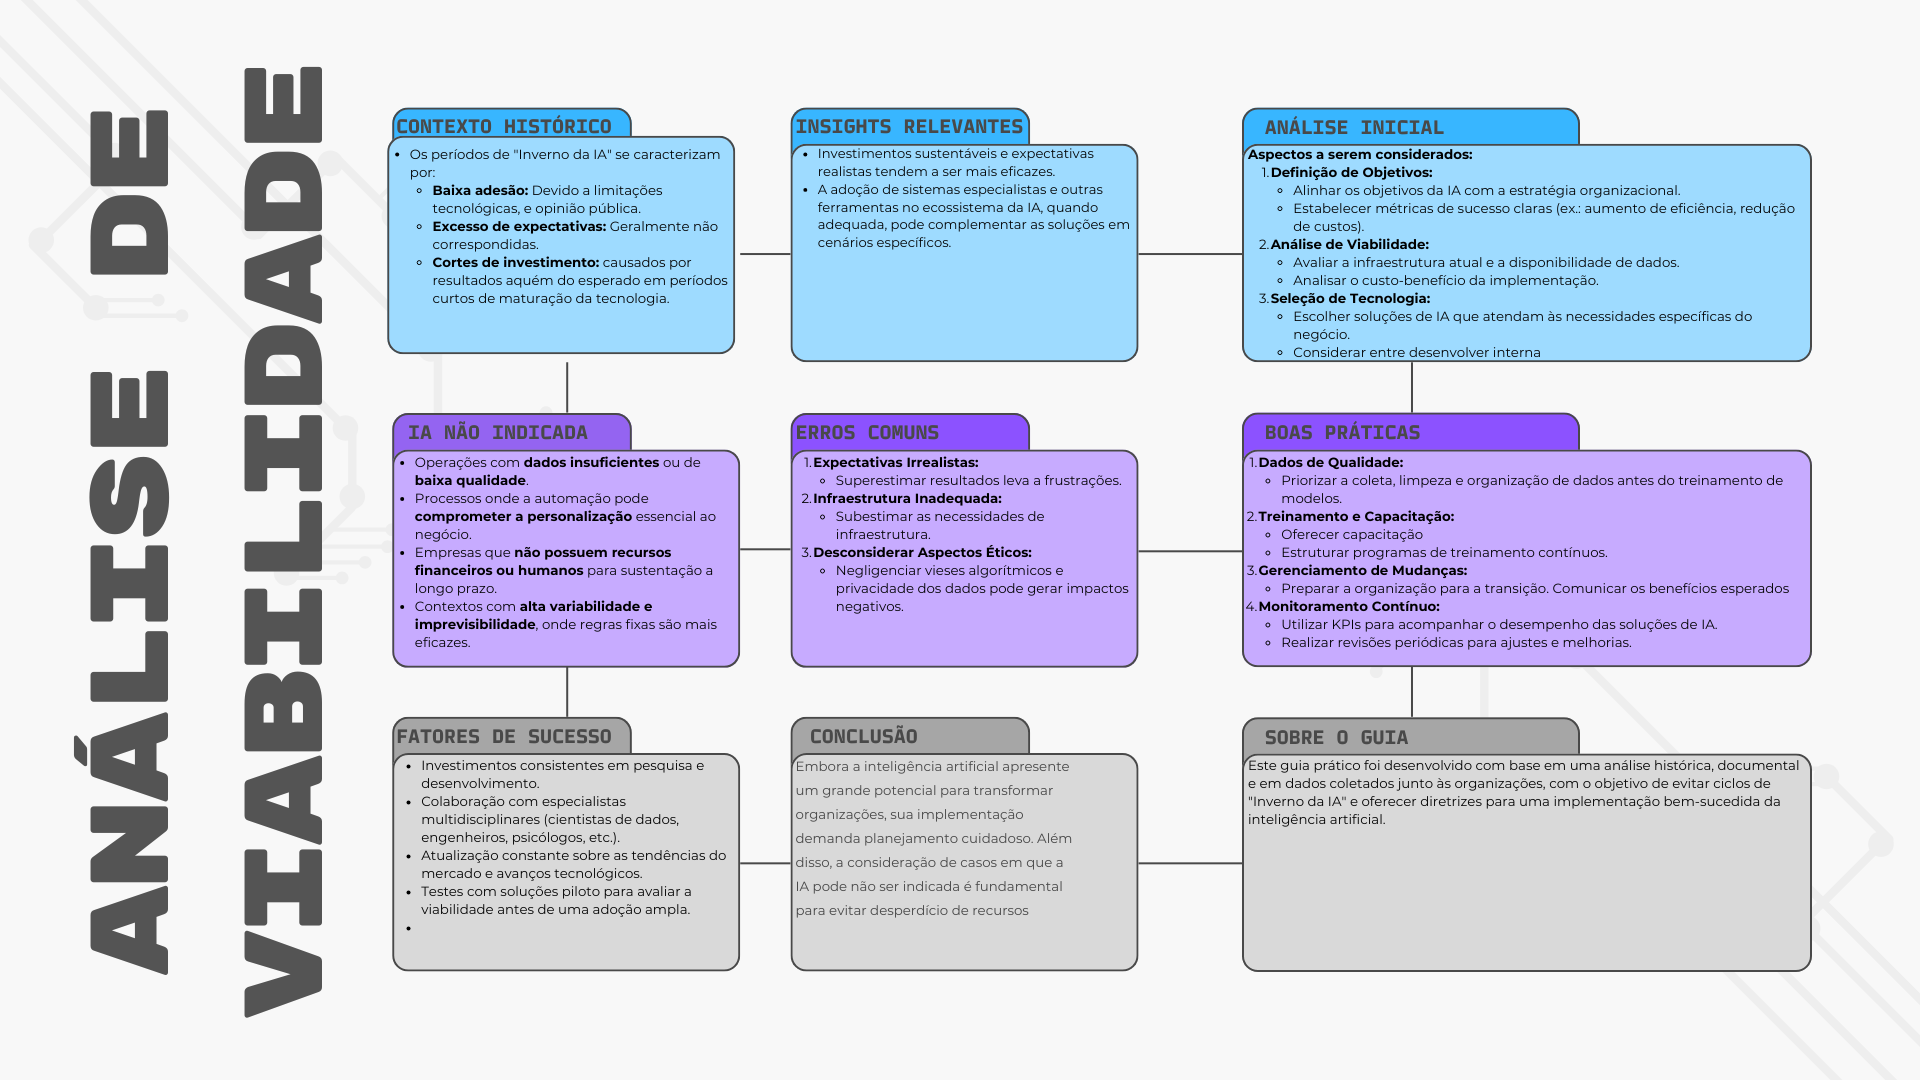 ANÁLISE DE
VIABILIDADE
CONTEXTO HISTÓRICO
• Os períodos de "Inverno da IA" se caracterizam
por:
◦ Baixa adesão: Devido a limitações
tecnológicas, e opinião pública.
◦ Excesso de expectativas: Geralmente não
correspondidas.
◦ Cortes de investimento: causados por
resultados aquém do esperado em períodos
curtos de maturação da tecnologia.
INSIGHTS RELEVANTES
• Investimentos sustentáveis e expectativas
realistas tendem a ser mais eficazes.
• A adoção de sistemas especialistas e outras
ferramentas no ecossistema da IA, quando
adequada, pode complementar as soluções em
cenários específicos.
ANÁLISE INICIAL
Aspectos a serem considerados:
1. Definição de Objetivos:
◦ Alinhar os objetivos da IA com a estratégia organizacional.
◦ Estabelecer métricas de sucesso claras (ex.: aumento de eficiência, redução
de custos).
2. Análise de Viabilidade:
◦ Avaliar a infraestrutura atual e a disponibilidade de dados.
◦ Analisar o custo-benefício da implementação.
3. Seleção de Tecnologia:
◦ Escolher soluções de IA que atendam às necessidades específicas do
negócio.
◦ Considerar entre desenvolver interna
IA NÃO INDICADA
• Operações com dados insuficientes ou de
baixa qualidade.
• Processos onde a automação pode
comprometer a personalização essencial ao
negócio.
• Empresas que não possuem recursos
financeiros ou humanos para sustentação a
longo prazo.
• Contextos com alta variabilidade e
imprevisibilidade, onde regras fixas são mais
eficazes.
ERROS COMUNS
1. Expectativas Irrealistas:
◦ Superestimar resultados leva a frustrações.
2. Infraestrutura Inadequada:
◦ Subestimar as necessidades de
infraestrutura.
3. Desconsiderar Aspectos Éticos:
◦ Negligenciar vieses algorítmicos e
privacidade dos dados pode gerar impactos
negativos.
BOAS PRÁTICAS
1. Dados de Qualidade:
◦ Priorizar a coleta, limpeza e organização de dados antes do treinamento de
modelos.
2. Treinamento e Capacitação:
◦ Oferecer capacitação
◦ Estruturar programas de treinamento contínuos.
3. Gerenciamento de Mudanças:
◦ Preparar a organização para a transição. Comunicar os benefícios esperados
4. Monitoramento Contínuo:
◦ Utilizar KPIs para acompanhar o desempenho das soluções de IA.
◦ Realizar revisões periódicas para ajustes e melhorias.
FATORES DE SUCESSO
• Investimentos consistentes em pesquisa e
desenvolvimento.
• Colaboração com especialistas
multidisciplinares (cientistas de dados,
engenheiros, psicólogos, etc.).
• Atualização constante sobre as tendências do
mercado e avanços tecnológicos.
• Testes com soluções piloto para avaliar a
viabilidade antes de uma adoção ampla.
•
CONCLUSÃO
Embora a inteligência artificial apresente
um grande potencial para transformar
organizações, sua implementação
demanda planejamento cuidadoso. Além
disso, a consideração de casos em que a
IA pode não ser indicada é fundamental
para evitar desperdício de recursos
SOBRE O GUIA
Este guia prático foi desenvolvido com base em uma análise histórica, documental
e em dados coletados junto às organizações, com o objetivo de evitar ciclos de
"Inverno da IA" e oferecer diretrizes para uma implementação bem-sucedida da
inteligência artificial.